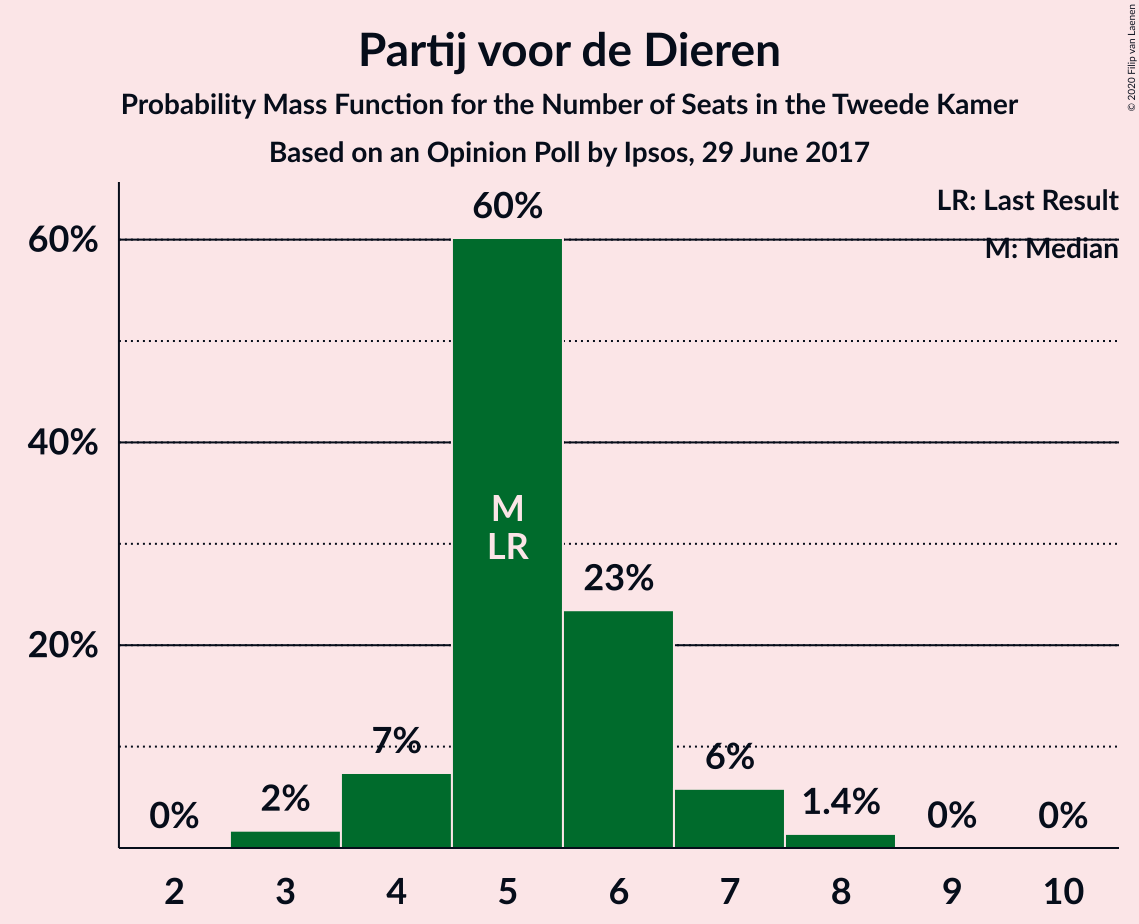 Partij voor de Dieren
Probability Mass Function for the Number of Seats in the Tweede Kamer
Based on an Opinion Poll by Ipsos, 29 June 2017
© 2020 Filip van Laenen
LR: Last Result
M: Median
60%
40%
20%
0%
2%
7%
60%
M
LR
23%
6%
1.4%
0%
0%
2 3 4 5 6 7 8 9 10